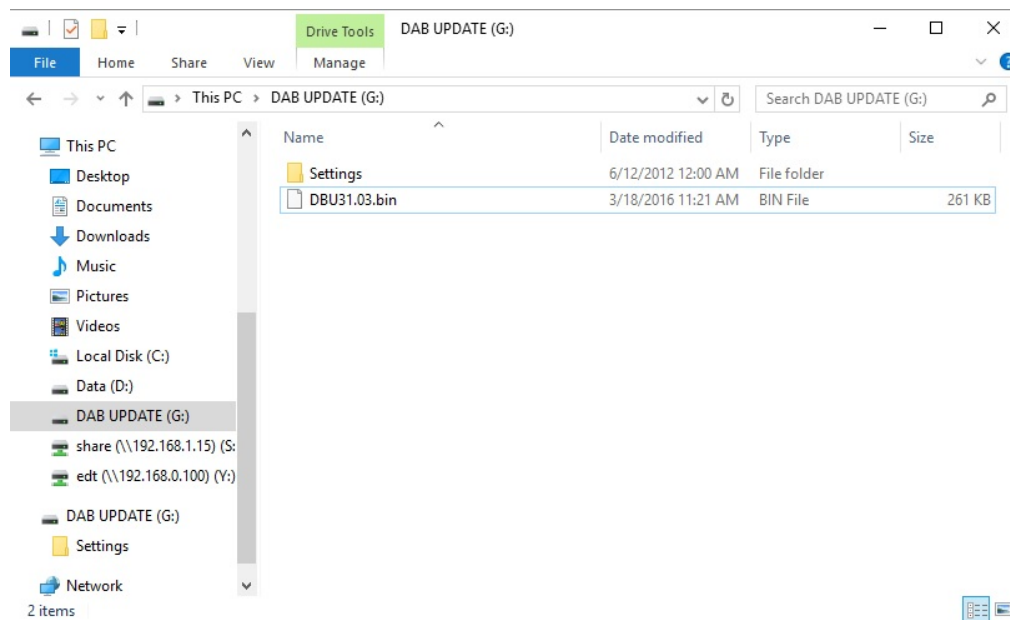 Drive Tools DAB UPDATE (G:)
File Home Share View Manage
This PC > DAB UPDATE (G:) Search DAB UPDATE (G:)
Name Date modified Type Size
Settings 6/12/2012 12:00 AM File folder
DBU31.03.bin 3/18/2016 11:21 AM BIN File 261 KB
This PC
Desktop
Documents
Downloads
Music
Pictures
Videos
Local Disk (C:)
Data (D:)
DAB UPDATE (G:)
share (\\192.168.1.15) (S:
edt (\\192.168.0.100) (Y:)
DAB UPDATE (G:)
Settings
Network
2 items